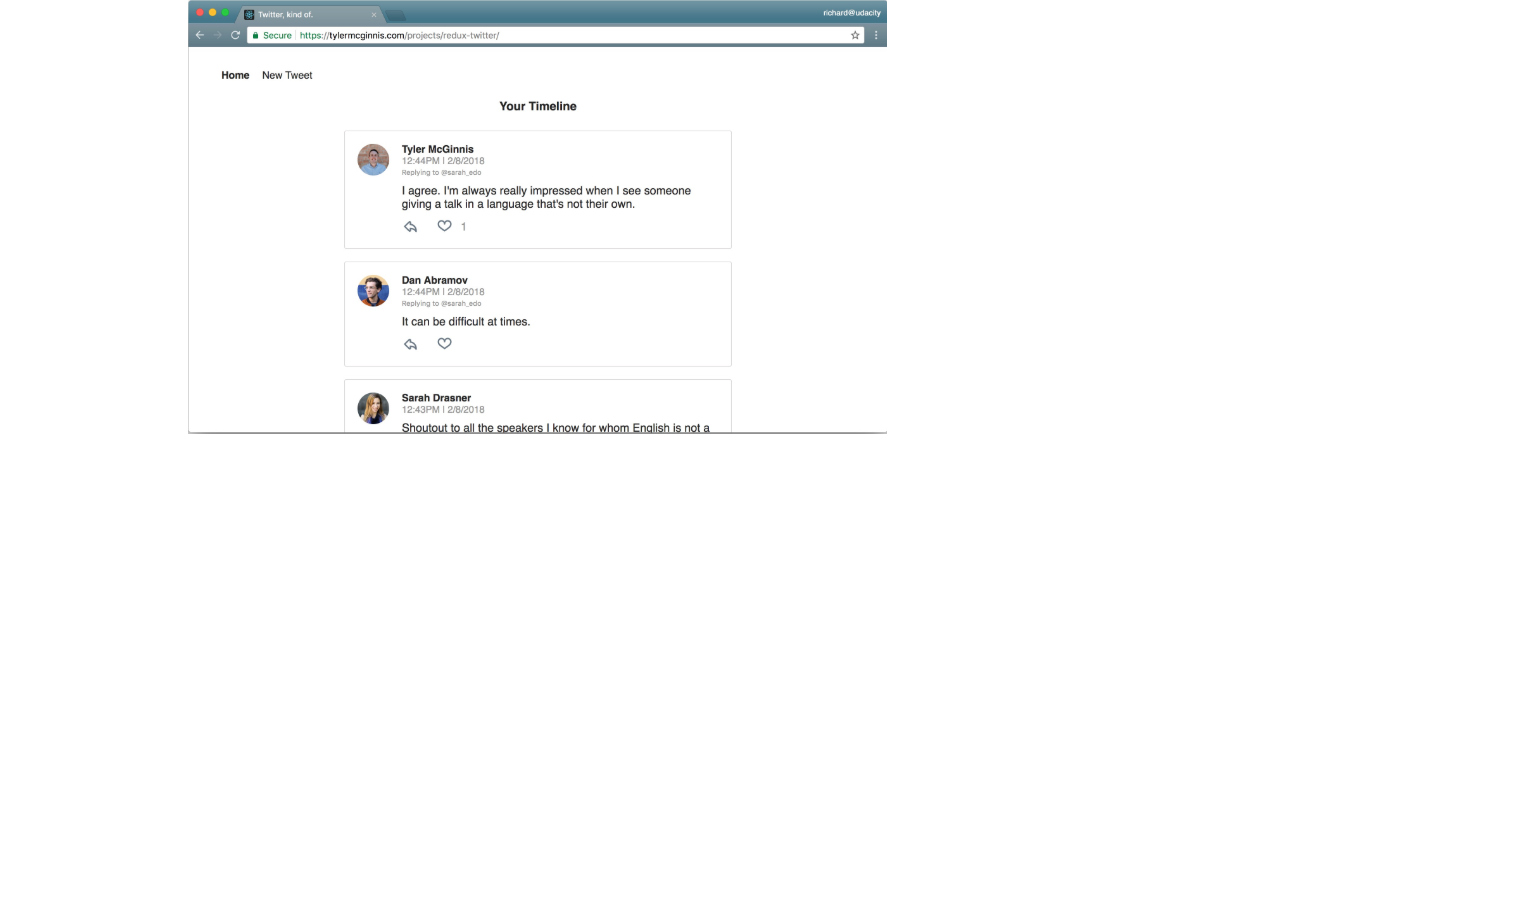 Twitter, kind of.
richard@udacity
Secure https://tylermcginnis.com/projects/redux-twitter/
Home New Tweet
Your Timeline
Tyler McGinnis
12:44PM | 2/8/2018
Replying to @sarah_edo
I agree. I'm always really impressed when I see someone
giving a talk in a language that's not their own.
1
Dan Abramov
12:44PM | 2/8/2018
Replying to @sarah_edo
It can be difficult at times.
Sarah Drasner
12:43PM | 2/8/2018
Shoutout to all the speakers I know for whom English is not a